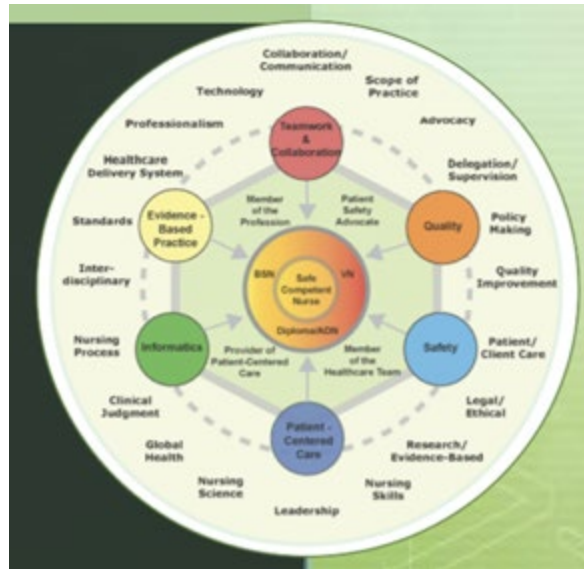 Collaboration/
Communication
Scope of
Practice
Technology
Advocacy
Professionalism
Teamwork
&
Collaboration
Healthcare
Delivery System
Delegation/
Supervision
Member
of the
Profession
Patient
Safety
Advocate
Standards
Evidence -
Based
Practice
Quality
Policy
Making
BSN
VN
Inter-
disciplinary
Safe
Competent
Nurse
Quality
Improvement
Diploma/ADN
Nursing
Process
Informatics
Provider of
Patient-Centered
Care
Member
of the
Healthcare Team
Safety
Patient/
Client Care
Clinical
Judgment
Legal/
Ethical
Patient -
Centered
Care
Global
Health
Research/
Evidence-Based
Nursing
Science
Nursing
Skills
Leadership